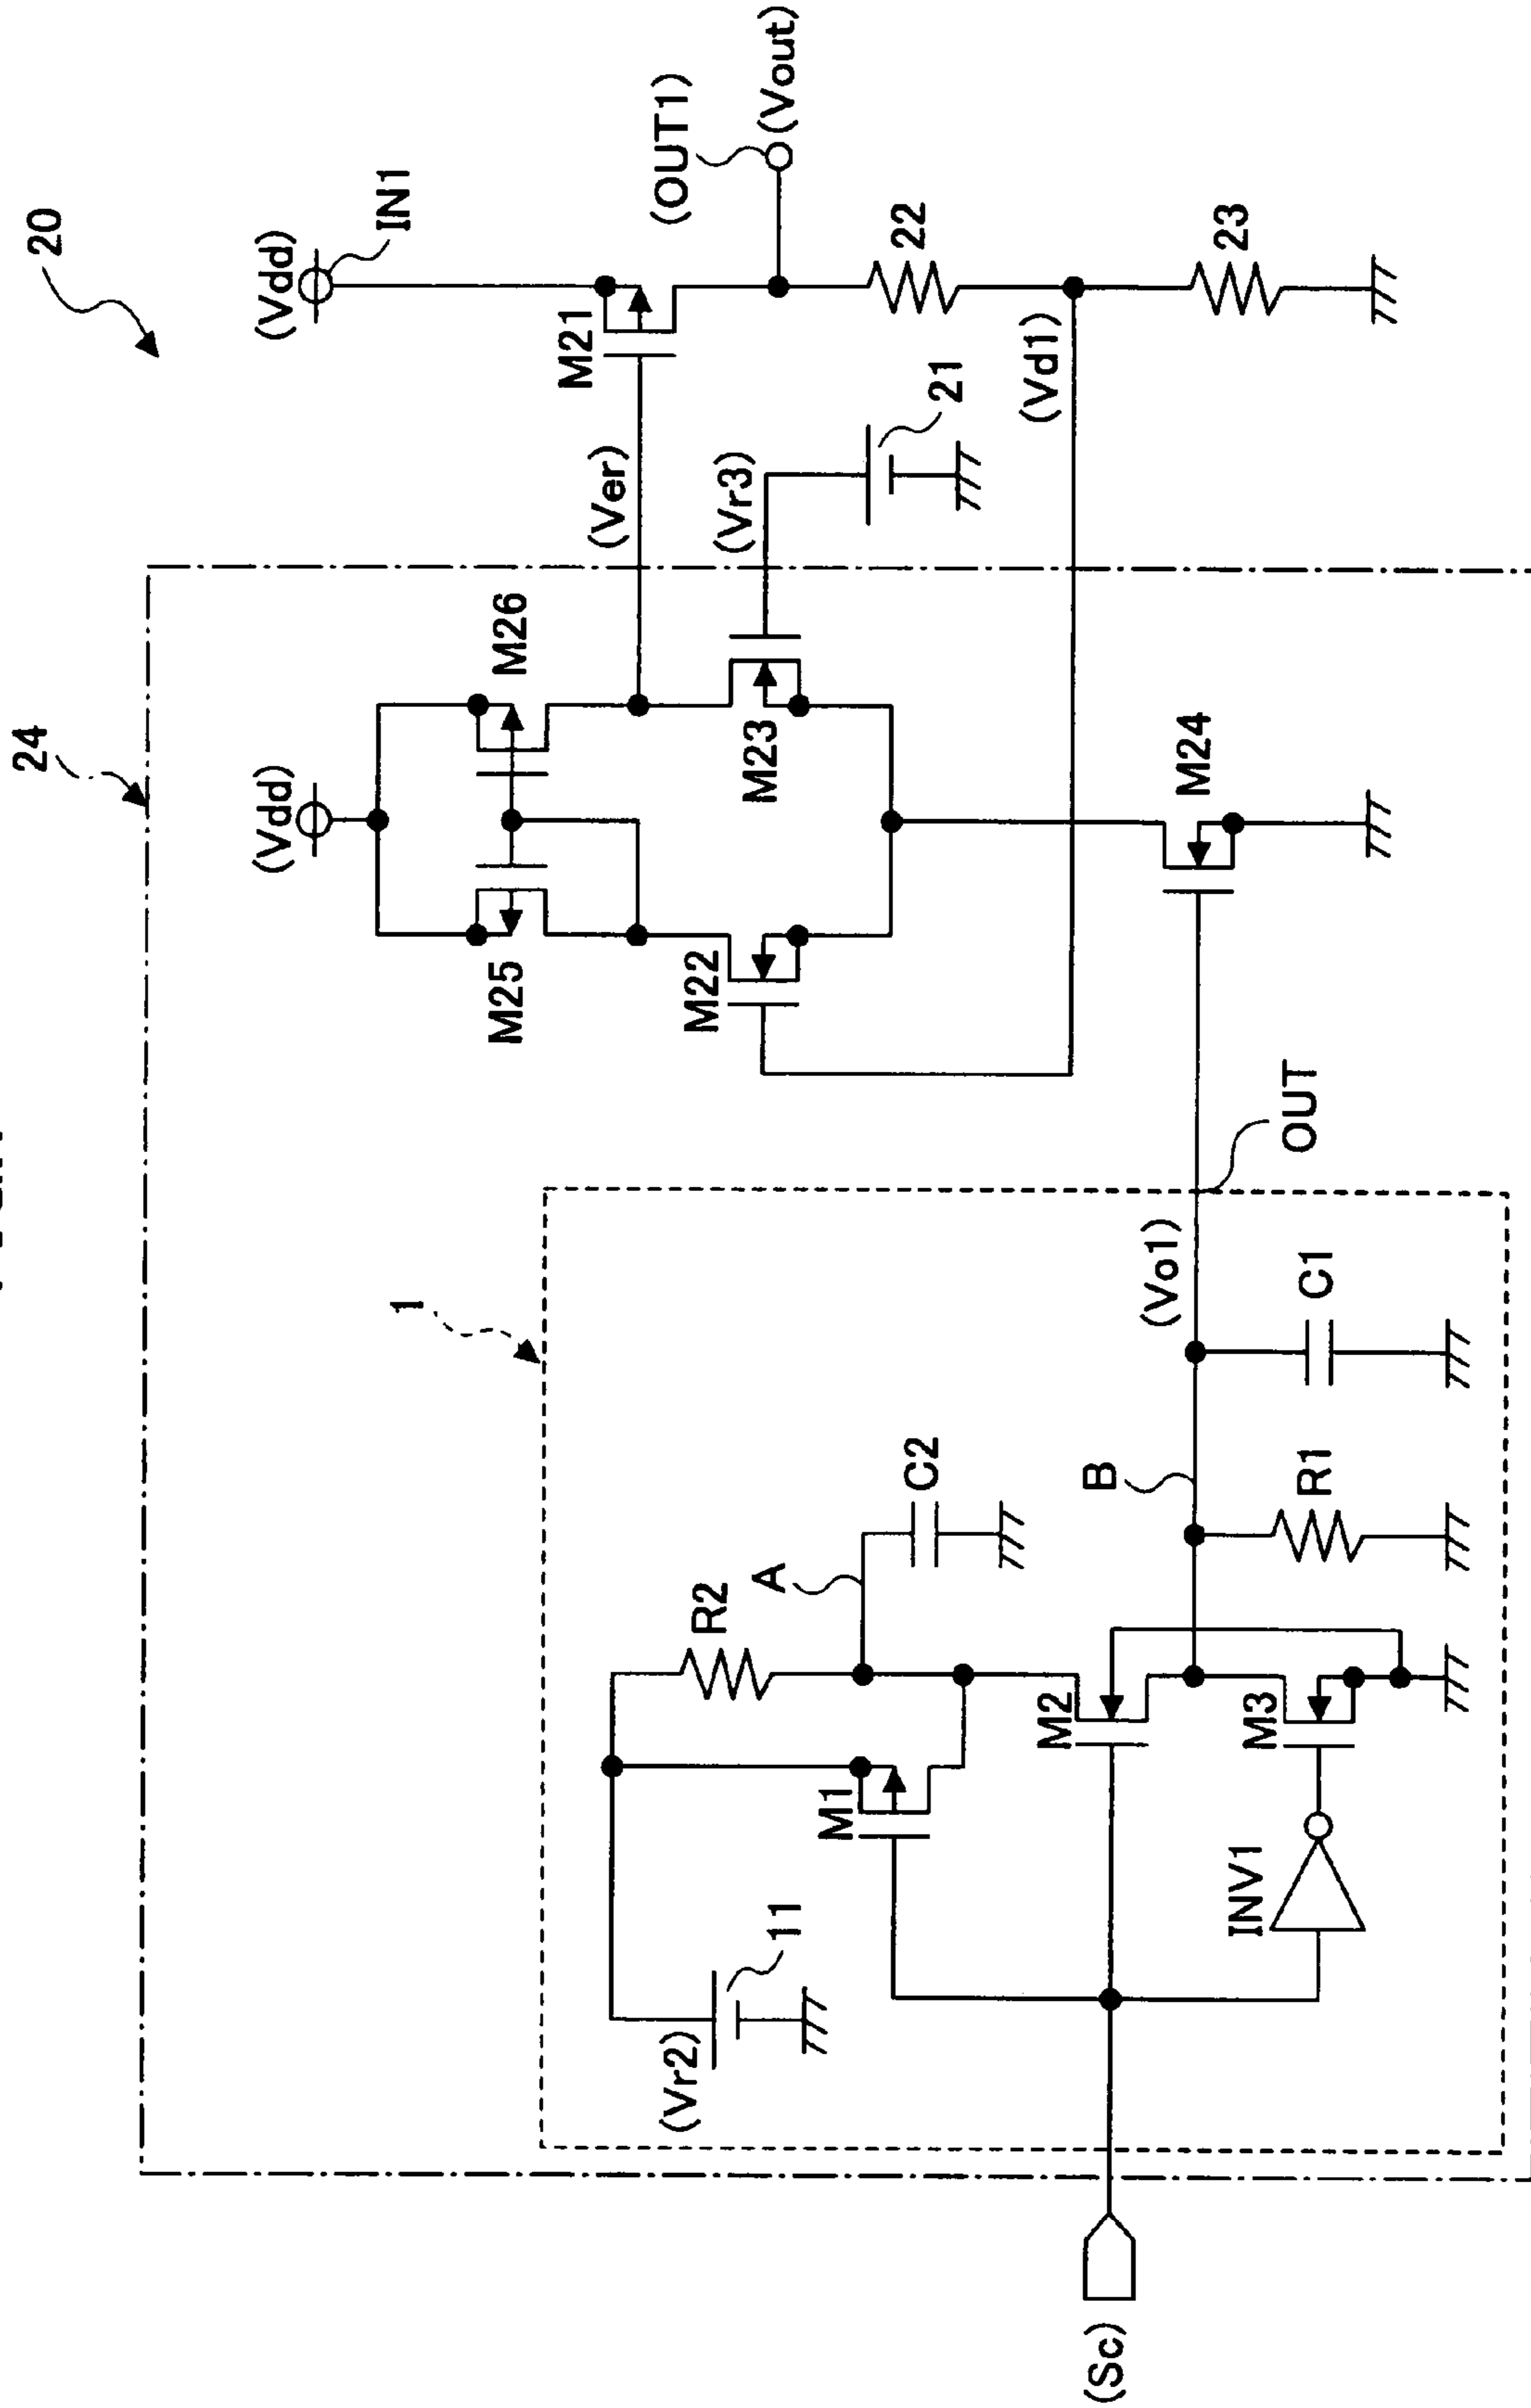 20
24
(Vdd)
IN1
(Vdd)
M25
M26
M21
(Ver)
(OUT1)
(Vout)
M22
M23
(Vr3)
21
22
(Vd1)
23
M24
1
OUT
(Vr2)
11
M1
R2
A
C2
M2
B
(Vo1)
INV1
M3
R1
C1
(Sc)